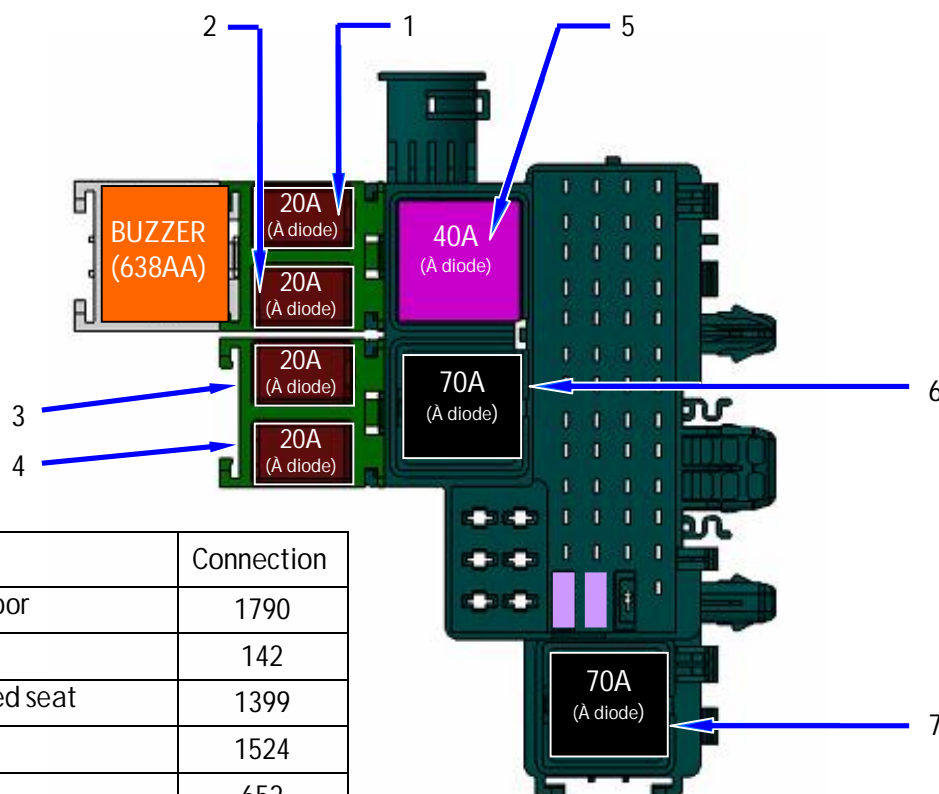 2
1
5
20A
(À diode)
BUZZER
(638AA)
40A
(À diode)
20A
(À diode)
20A
(À diode)
70A
(À diode)
6
3
20A
(À diode)
4
Connection
1790
142
ed seat
1399
1524
70A
(À diode)
7